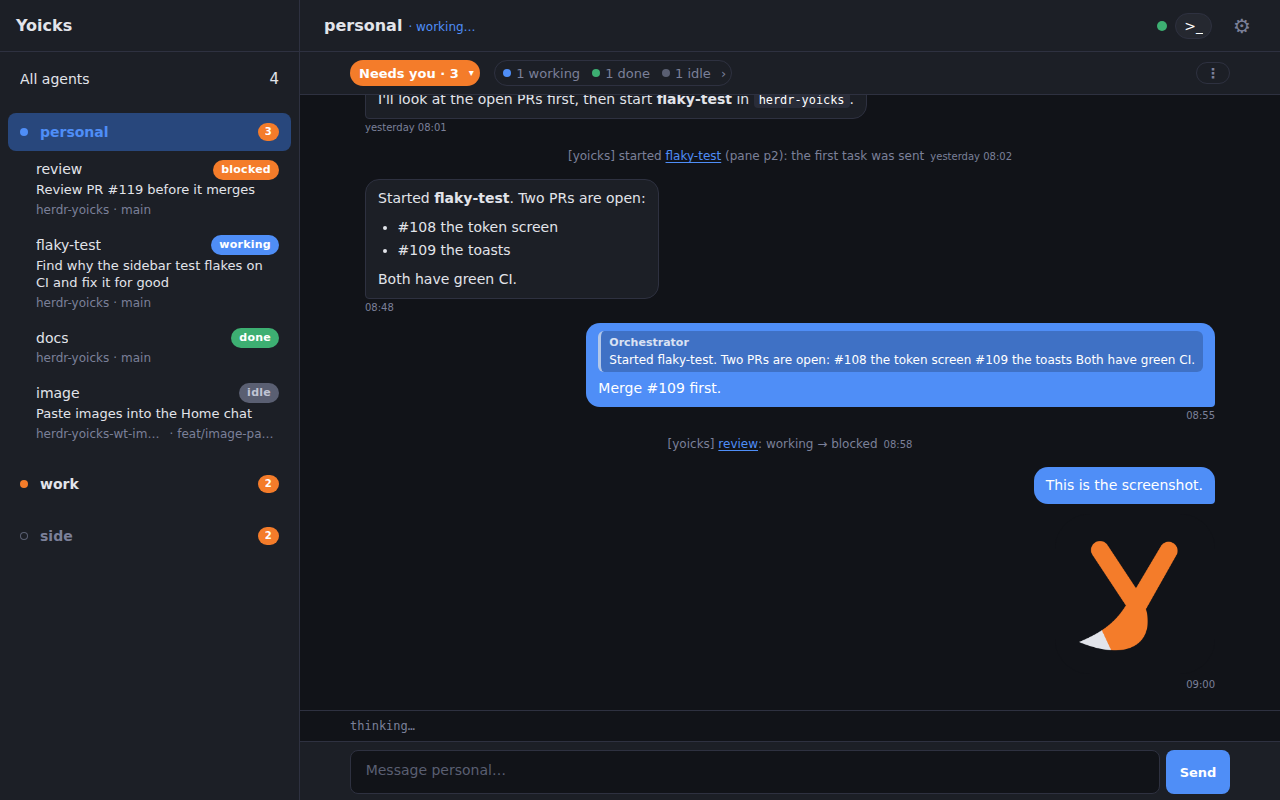 Yoicks
All agents 4
personal 3
review blocked
Review PR #119 before it merges
herdr-yoicks · main
flaky-test working
Find why the sidebar test flakes on
CI and fix it for good
herdr-yoicks · main
docs done
herdr-yoicks · main
image idle
Paste images into the Home chat
herdr-yoicks-wt-im… · feat/image-pa…
work 2
side 2
personal · working…
>_
Needs you · 3 ▾ 1 working 1 done 1 idle ›
I'll look at the open PRs first, then start flaky-test in herdr-yoicks.
yesterday 08:01
[yoicks] started flaky-test (pane p2): the first task was sent yesterday 08:02
Started flaky-test. Two PRs are open:
• #108 the token screen
• #109 the toasts
Both have green CI.
08:48
Orchestrator
Started flaky-test. Two PRs are open: #108 the token screen #109 the toasts Both have green CI.
Merge #109 first.
08:55
[yoicks] review: working → blocked 08:58
This is the screenshot.
09:00
thinking…
Message personal…
Send